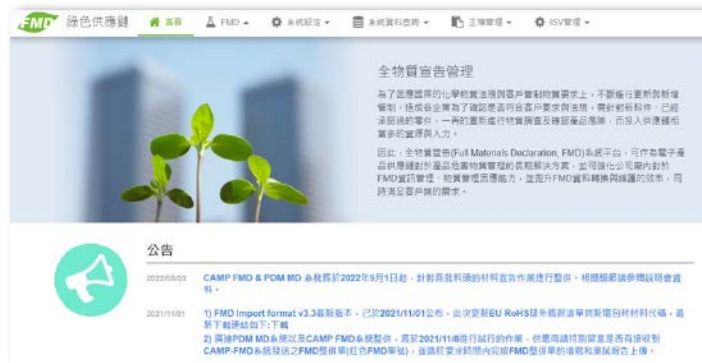 FMD 綠色供應鏈 首頁 FMD 系統設定 系統資料查詢 主檔管理 ISV管理
全物質宣告管理
為了因應國際的化學物質法規與客戶管制物質要求上，不斷進行更新與新增
管制，造成各企業為了確認是否符合客戶要求與法規，需針對新料件、已經
承認過的零件，一再的重新進行物質調查及確認產品風險，而投入供應鏈相
當多的資源與人力。
因此，全物質宣告(Full Materials Declaration, FMD)系統平台，可作為電子產
品供應鏈對於產品危害物質管理的長期解決方案，並可強化公司廠內對於
FMD資訊管理、物質管理因應能力，並提升FMD資料轉換與維護的效率，同
時滿足客戶端的需求。
公告
2022/08/03 CAMP FMD & PDM MD 系統將於2022年9月1日起，針對首批料類的材料宣告作業進行整併，相關細節請參閱說明會資
料。
2021/11/01 1) FMD Import format v3.3最新版本，已於2021/11/01公布，此次更新EU RoHS排外條款清單與新增包材材料代碼，最
新下載連結如下:下載
2) 廣達PDM MD系統以及CAMP FMD系統整併，將於2021/11/8進行試行的作業，供應商請特別留意是否有接收到
CAMP-FMD系統發送之FMD整併單(紅色FMD單號)，並請於要求時間內完成FMD整併單的填寫和測試報告上傳。